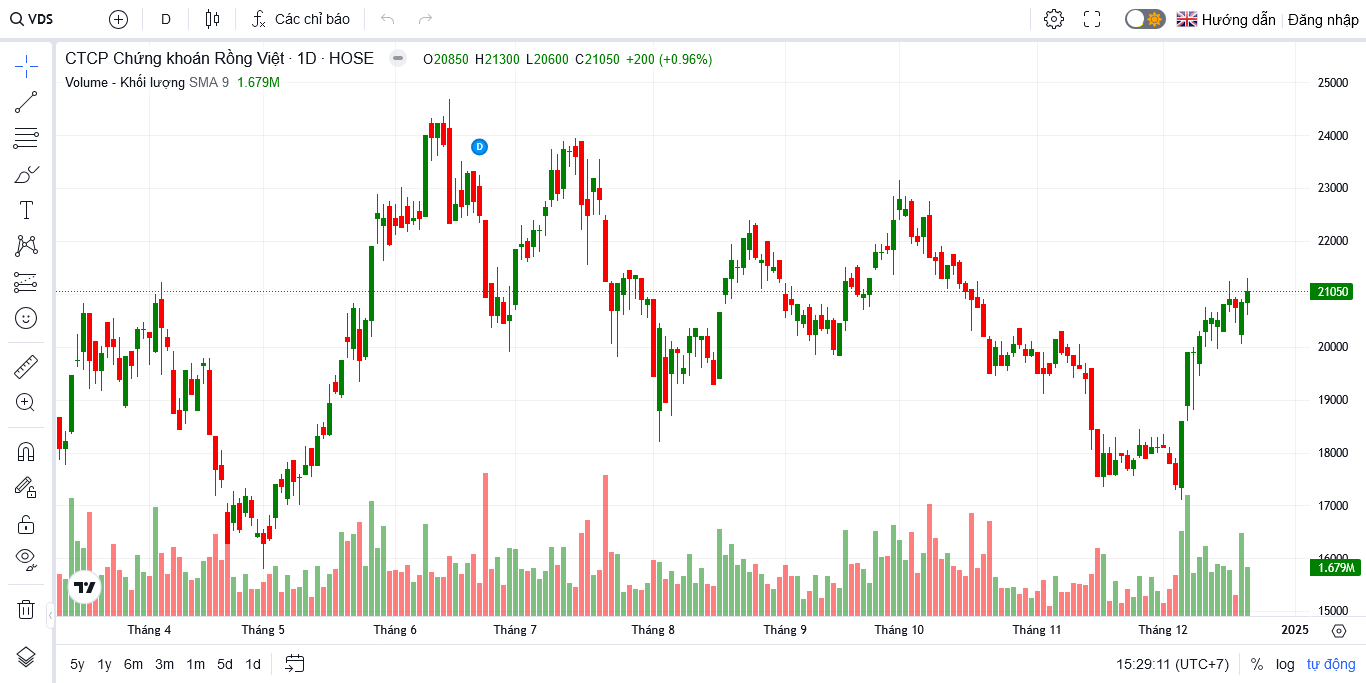 VDS D Các chỉ báo Hướng dẫn Đăng nhập
CTCP Chứng khoán Rồng Việt · 1D · HOSE O20850 H21300 L20600 C21050 +200 (+0.96%)
Volume - Khối lượng SMA 9 1.679M
25000
24000
D
23000
22000
21050
20000
19000
18000
17000
16000
1.679M
15000
Tháng 4 Tháng 5 Tháng 6 Tháng 7 Tháng 8 Tháng 9 Tháng 10 Tháng 11 Tháng 12 2025
5y 1y 6m 3m 1m 5d 1d 15:29:11 (UTC+7) % log tự động